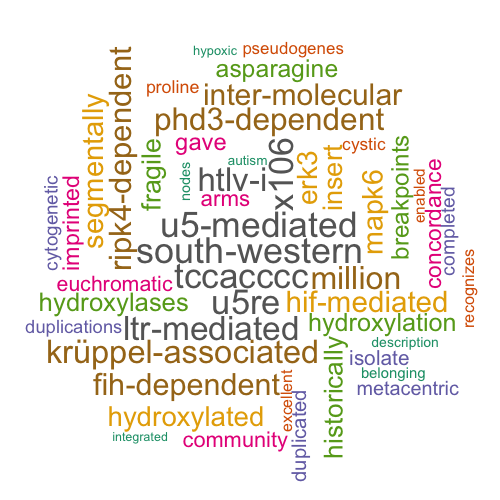 hypoxic pseudogenes
asparagine
proline inter-molecular
phd3-dependent
gave cystic
autism
segmentally
ripk4-dependent
fragile
nodes
htlv-i
x106
erk3
insert
mapk6
breakpoints
enabled
concordance
completed
cytogenetic
imprinted
arms
u5-mediated
south-western
recognizes
tccacccc million
euchromatic
u5re hif-mediated
hydroxylases
duplications ltr-mediated hydroxylation
description
krüppel-associated
historically
isolate
belonging
fih-dependent
excellent
duplicated
metacentric
hydroxylated
integrated community